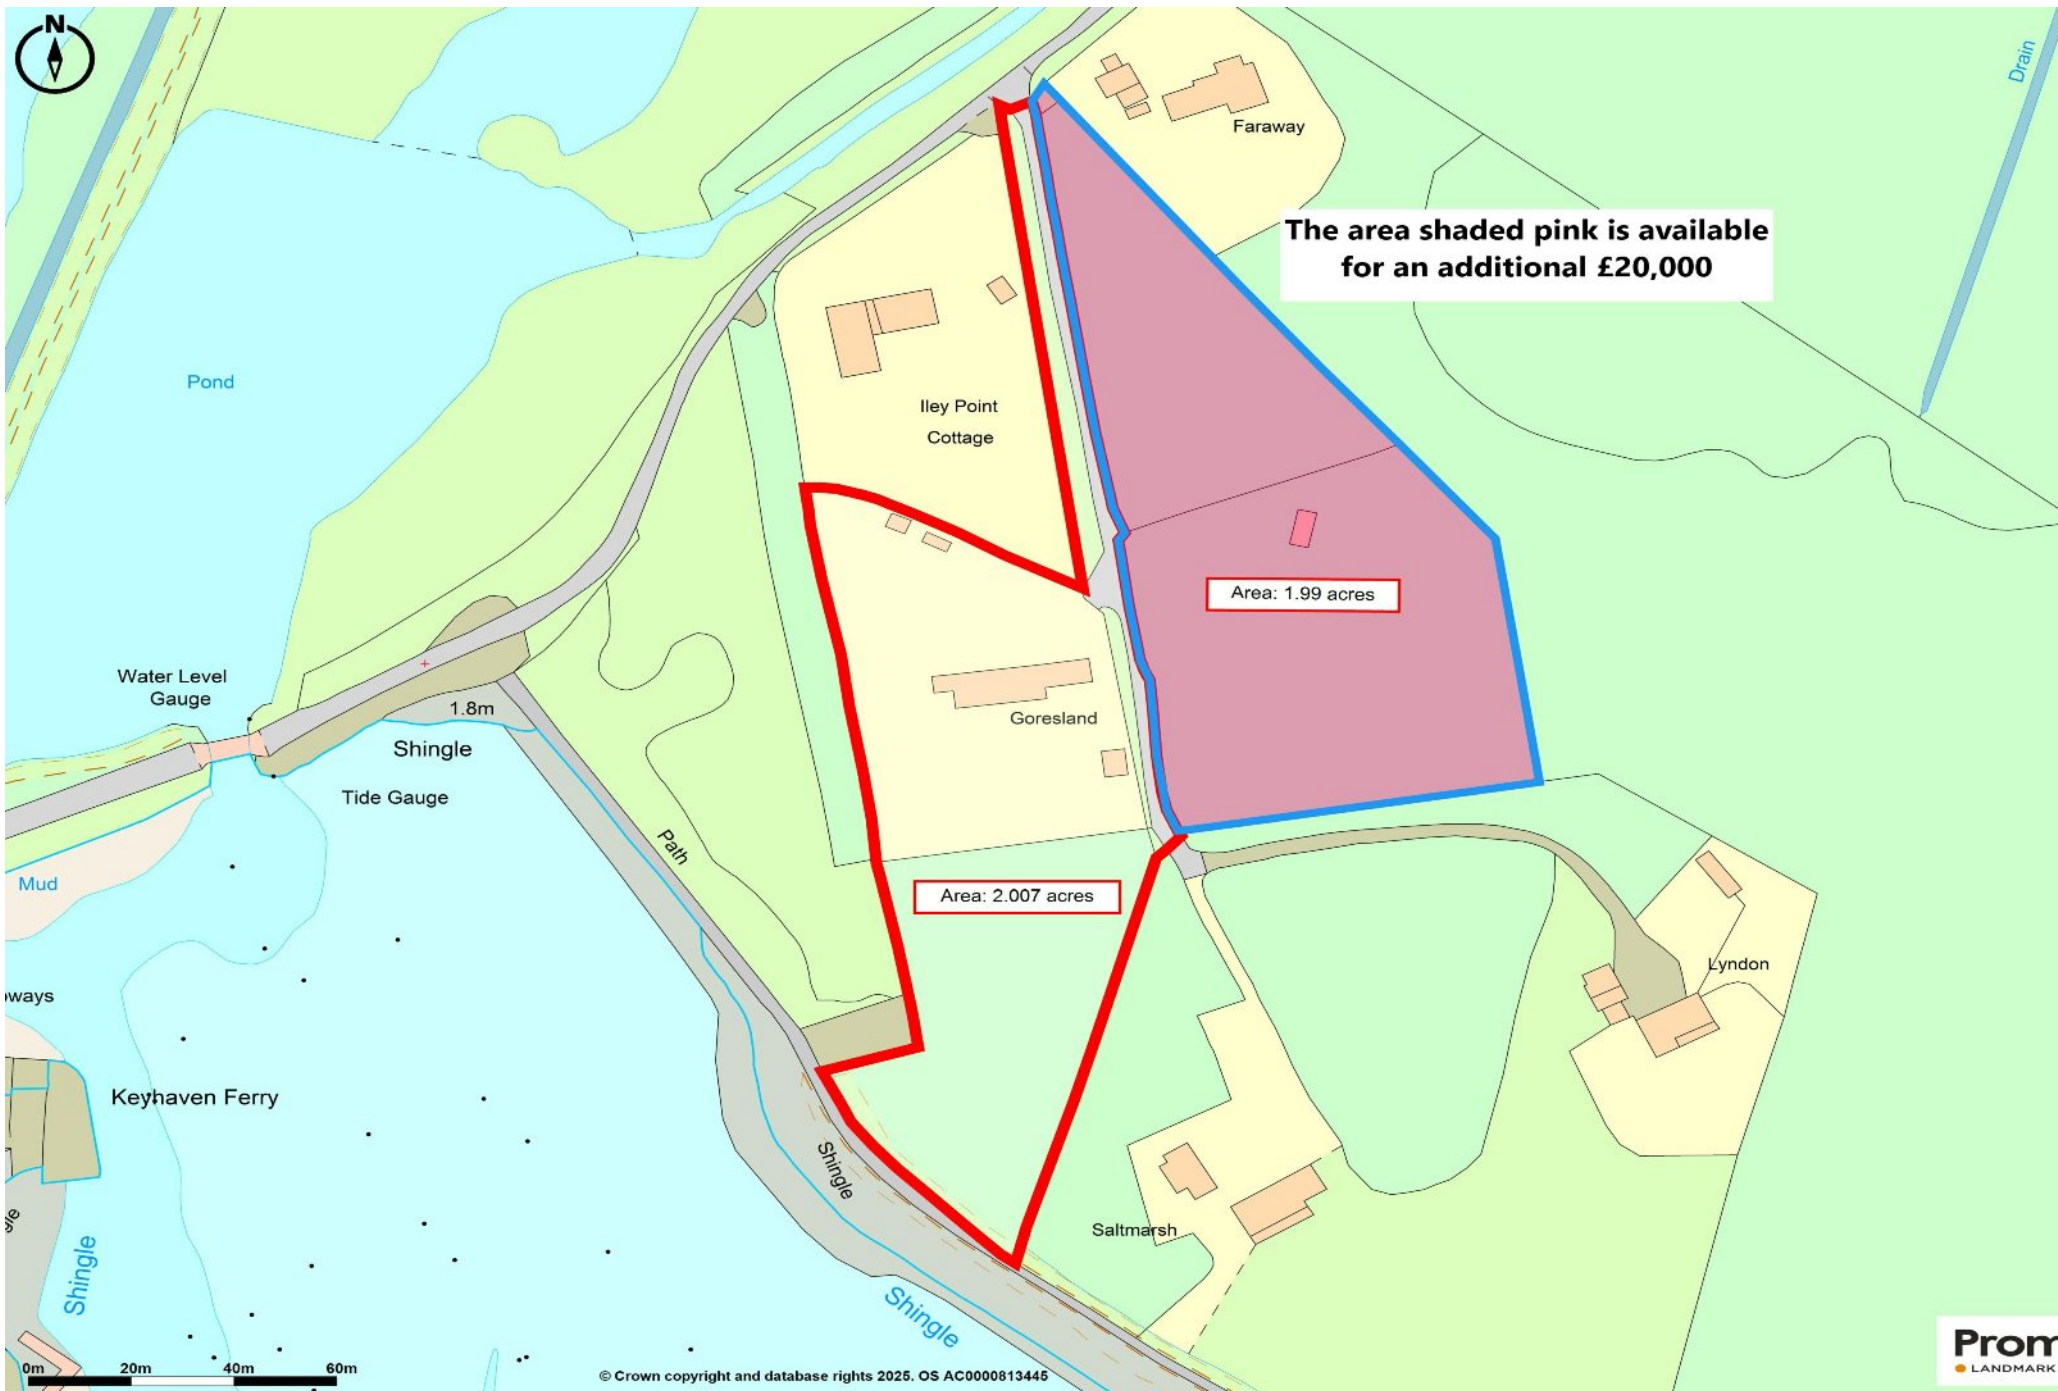 N
Drain
Faraway
The area shaded pink is available
for an additional £20,000
Pond
Iley Point
Cottage
Area: 1.99 acres
Water Level
Gauge
1.8m
Shingle
Tide Gauge
Goresland
Path
Mud
Area: 2.007 acres
Lyndon
Keyhaven Ferry
Shingle
Saltmarsh
Shingle
Shingle
0m 20m 40m 60m
© Crown copyright and database rights 2025. OS AC0000813445
Prom
LANDMARK